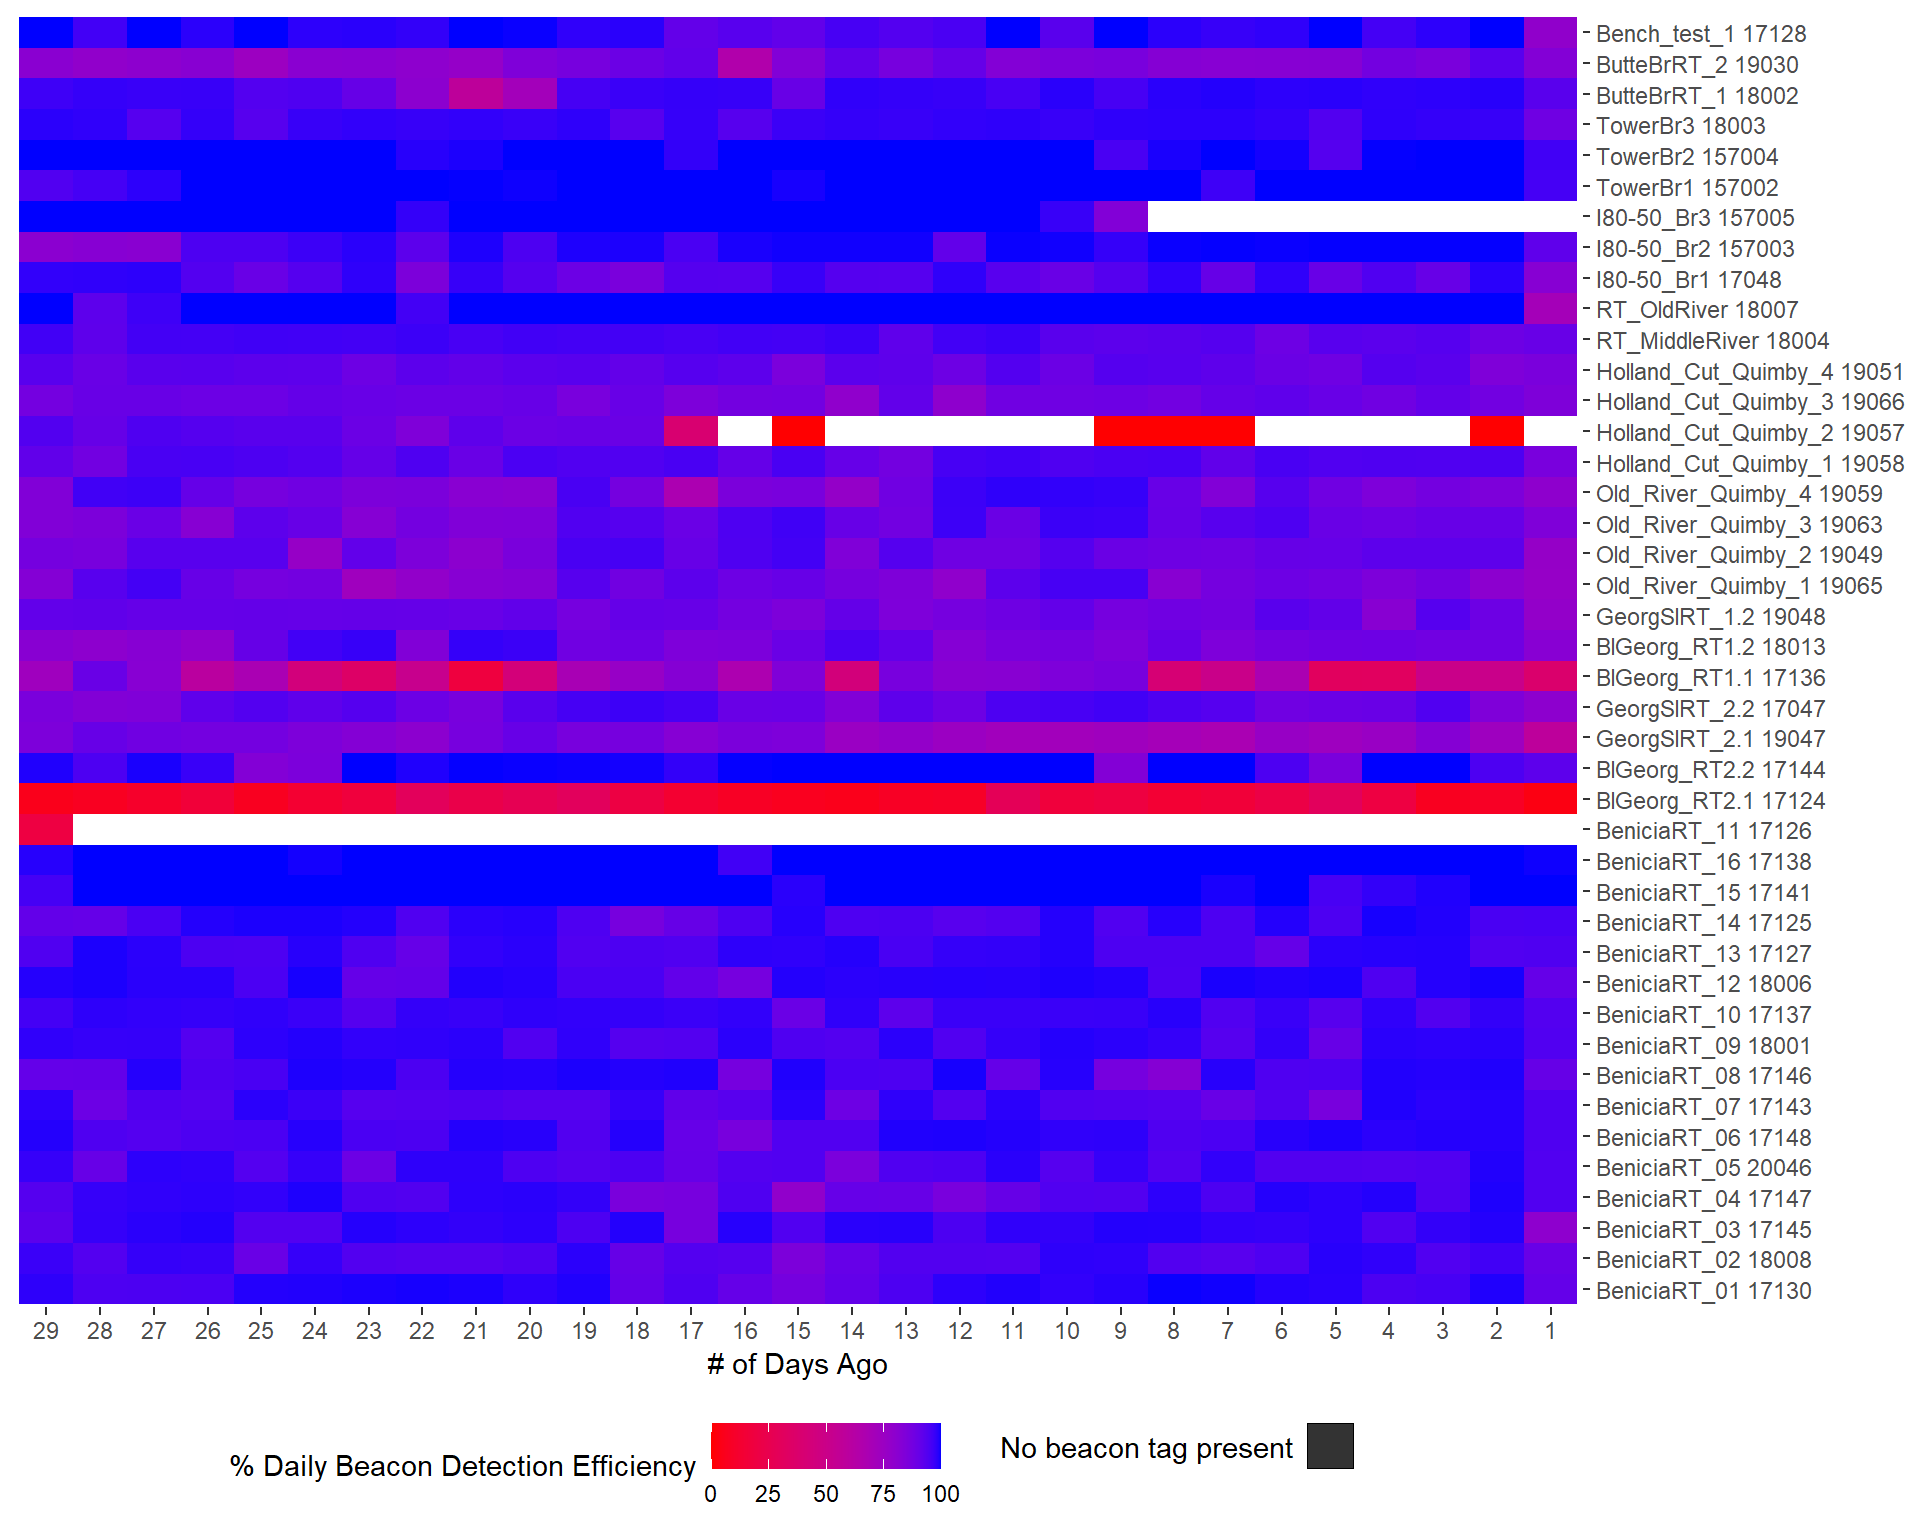 Bench_test_1 17128
ButteBrRT_2 19030
ButteBrRT_1 18002
TowerBr3 18003
TowerBr2 157004
TowerBr1 157002
I80-50_Br3 157005
I80-50_Br2 157003
I80-50_Br1 17048
RT_OldRiver 18007
RT_MiddleRiver 18004
Holland_Cut_Quimby_4 19051
Holland_Cut_Quimby_3 19066
Holland_Cut_Quimby_2 19057
Holland_Cut_Quimby_1 19058
Old_River_Quimby_4 19059
Old_River_Quimby_3 19063
Old_River_Quimby_2 19049
Old_River_Quimby_1 19065
GeorgSlRT_1.2 19048
BlGeorg_RT1.2 18013
BlGeorg_RT1.1 17136
GeorgSlRT_2.2 17047
GeorgSlRT_2.1 19047
BlGeorg_RT2.2 17144
BlGeorg_RT2.1 17124
BeniciaRT_11 17126
BeniciaRT_16 17138
BeniciaRT_15 17141
BeniciaRT_14 17125
BeniciaRT_13 17127
BeniciaRT_12 18006
BeniciaRT_10 17137
BeniciaRT_09 18001
BeniciaRT_08 17146
BeniciaRT_07 17143
BeniciaRT_06 17148
BeniciaRT_05 20046
BeniciaRT_04 17147
BeniciaRT_03 17145
BeniciaRT_02 18008
BeniciaRT_01 17130
29 28 27 26 25 24 23 22 21 20 19 18 17 16 15 14 13 12 11 10 9 8 7 6 5 4 3 2 1
# of Days Ago
% Daily Beacon Detection Efficiency
0 25 50 75 100
No beacon tag present